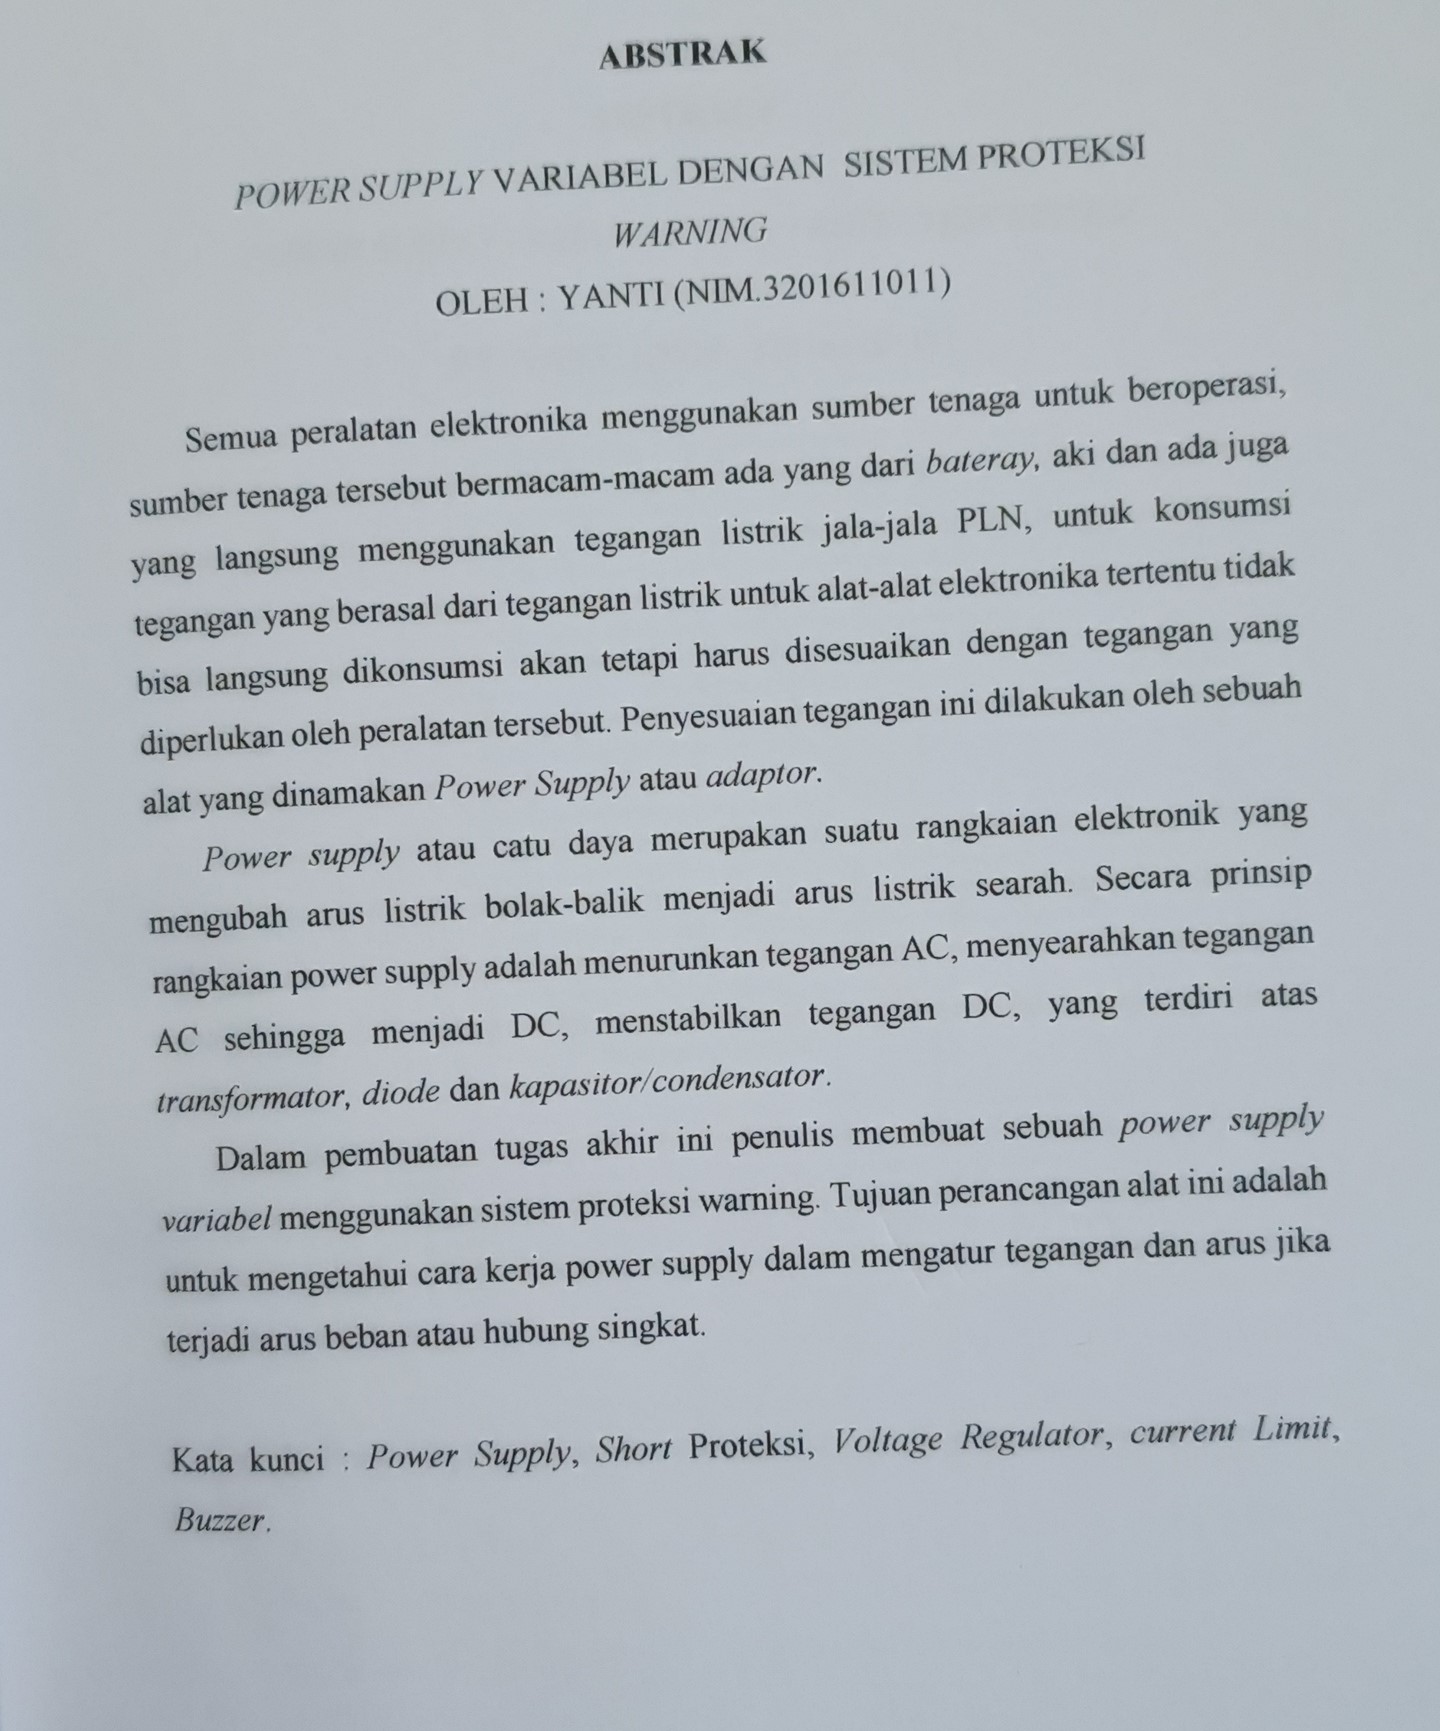 ABSTRAK
POWER SUPPLY VARIABEL DENGAN SISTEM PROTEKSI
WARNING
OLEH : YANTI (NIM.3201611011)
Semua peralatan elektronika menggunakan sumber tenaga untuk beroperasi,
sumber tenaga tersebut bermacam-macam ada yang dari bateray, aki dan ada juga
yang langsung menggunakan tegangan listrik jala-jala PLN, untuk konsumsi
tegangan yang berasal dari tegangan listrik untuk alat-alat elektronika tertentu tidak
bisa langsung dikonsumsi akan tetapi harus disesuaikan dengan tegangan yang
diperlukan oleh peralatan tersebut. Penyesuaian tegangan ini dilakukan oleh sebuah
alat yang dinamakan Power Supply atau adaptor.
Power supply atau catu daya merupakan suatu rangkaian elektronik yang
mengubah arus listrik bolak-balik menjadi arus listrik searah. Secara prinsip
rangkaian power supply adalah menurunkan tegangan AC, menyearahkan tegangan
AC sehingga menjadi DC, menstabilkan tegangan DC, yang terdiri atas
transformator, diode dan kapasitor/condensator.
Dalam pembuatan tugas akhir ini penulis membuat sebuah power supply
variabel menggunakan sistem proteksi warning. Tujuan perancangan alat ini adalah
untuk mengetahui cara kerja power supply dalam mengatur tegangan dan arus jika
terjadi arus beban atau hubung singkat.
Kata kunci : Power Supply, Short Proteksi, Voltage Regulator, current Limit,
Buzzer.